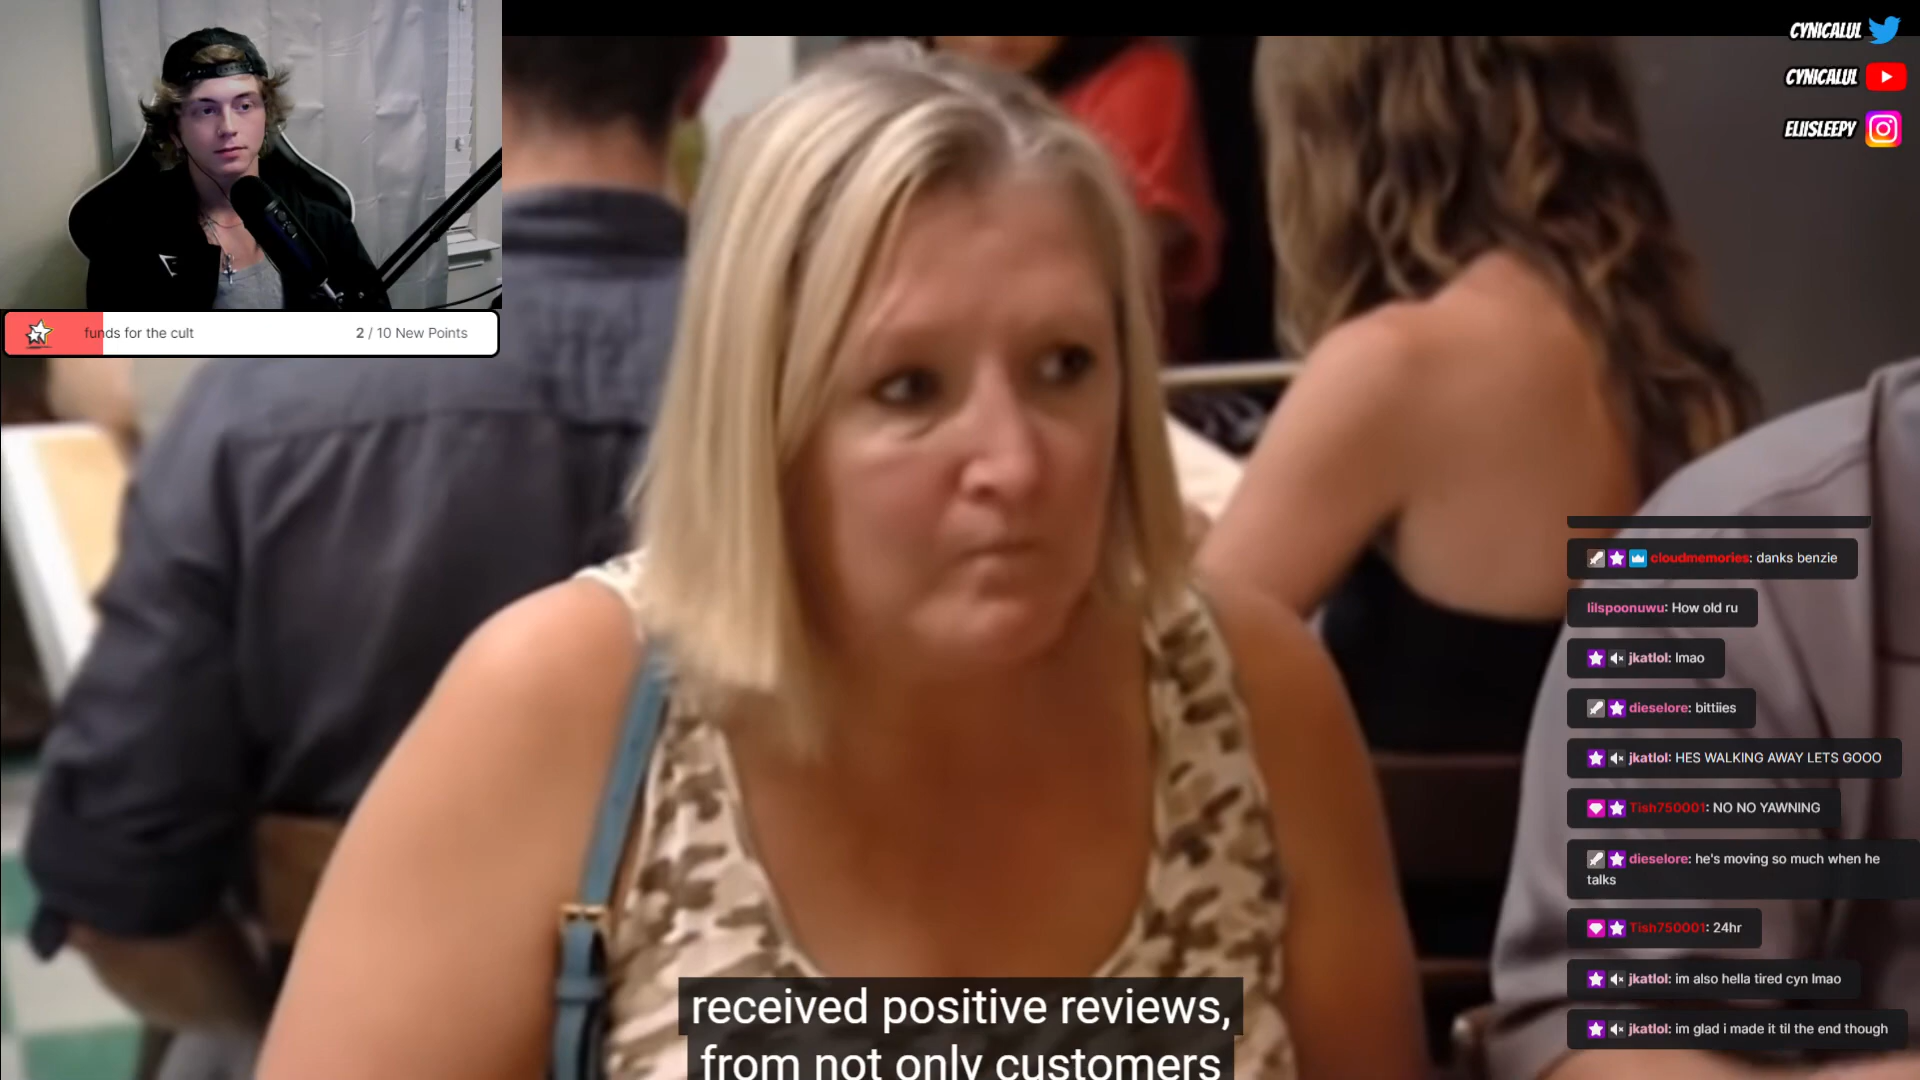 CYNICALUL
CYNICALUL
ELIISLEEPY
funds for the cult
2 / 10 New Points
cloudmemories: danks benzie
lilspoonuwu: How old ru
jkatlol: lmao
dieselore: bittiies
jkatlol: HES WALKING AWAY LETS GOOO
Tish750001: NO NO YAWNING
dieselore: he's moving so much when he
talks
Tish750001: 24hr
jkatlol: im also hella tired cyn lmao
jkatlol: im glad i made it til the end though
received positive reviews,
from not only customers